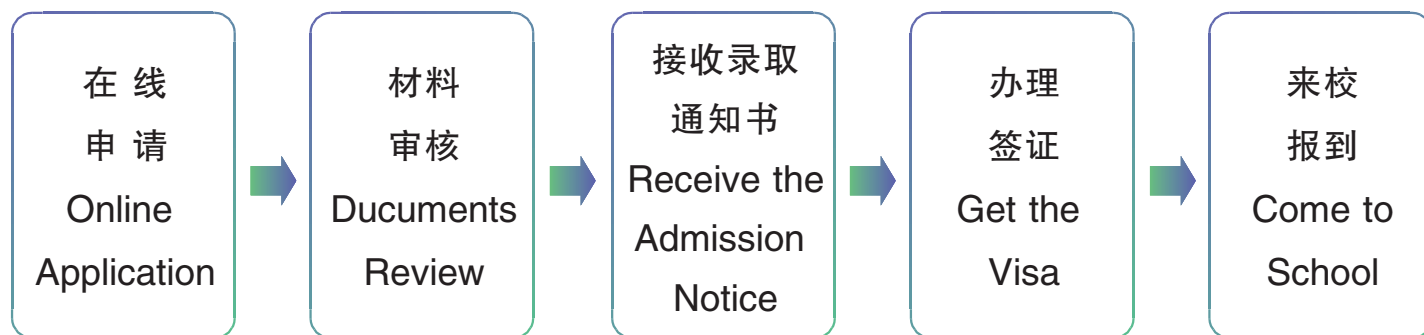 在 线
申 请
Online
Application
材料
审核
Ducuments
Review
接收录取
通知书
Receive the
Admission
Notice
办理
签证
Get the
Visa
来校
报到
Come to
School